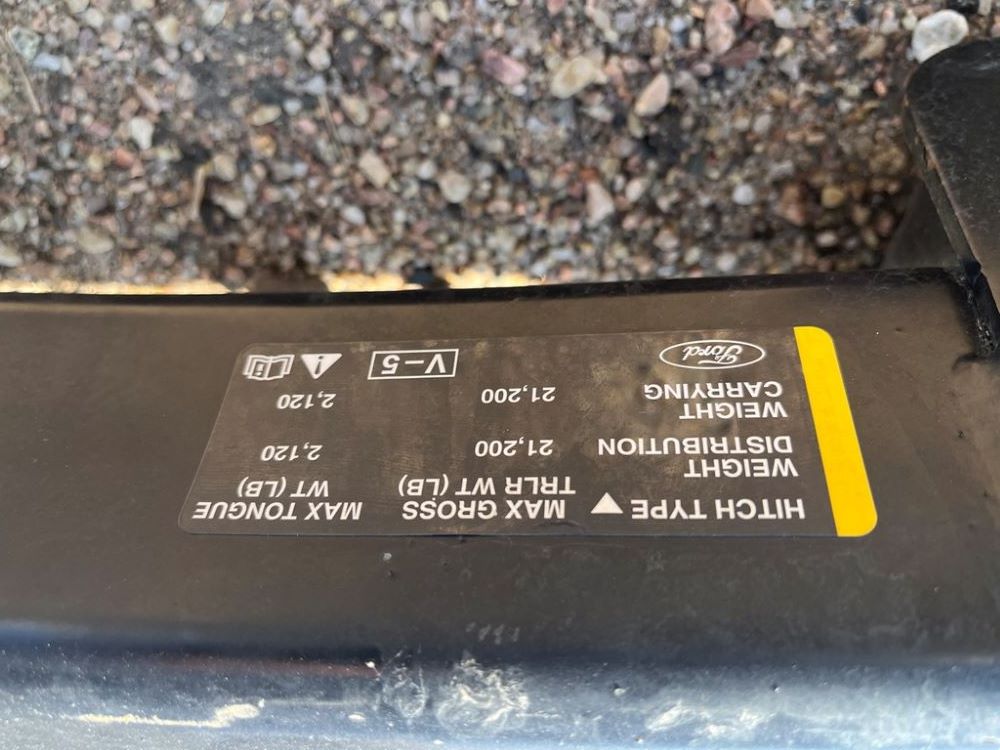 HITCH TYPE ▲ MAX GROSS TRLR WT (LB) MAX TONGUE WT (LB)
WEIGHT DISTRIBUTION 21,200 2,120
WEIGHT CARRYING 21,200 2,120
Ford V-5